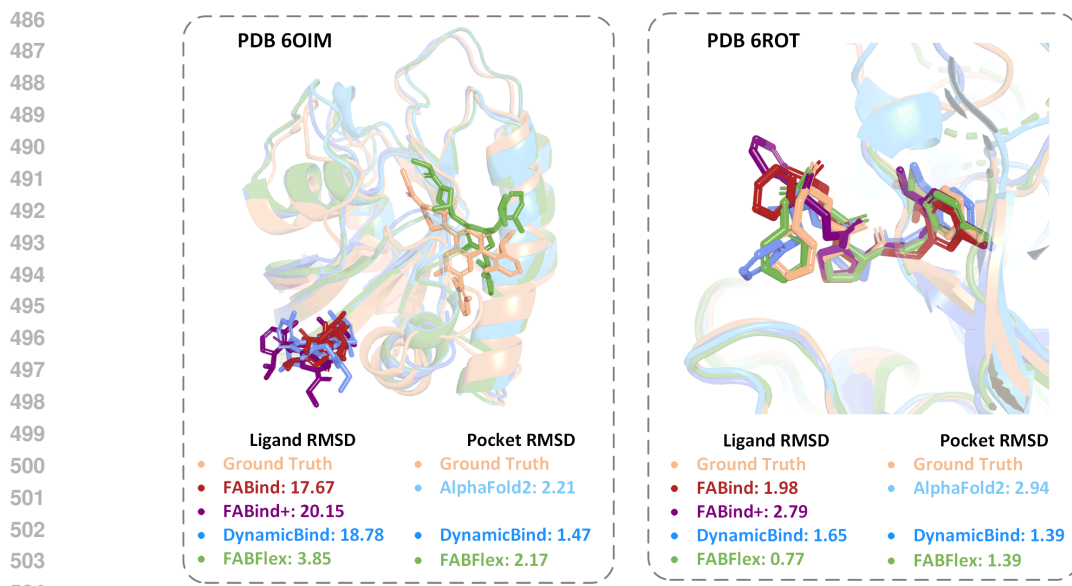 486
487
488
489
490
491
492
493
494
495
496
497
498
499
500
501
502
503
PDB 6OIM
Ligand RMSD Pocket RMSD
Ground Truth Ground Truth
FABind: 17.67 AlphaFold2: 2.21
FABind+: 20.15
DynamicBind: 18.78 DynamicBind: 1.47
FABFlex: 3.85 FABFlex: 2.17
PDB 6ROT
Ligand RMSD Pocket RMSD
Ground Truth Ground Truth
FABind: 1.98 AlphaFold2: 2.94
FABind+: 2.79
DynamicBind: 1.65 DynamicBind: 1.39
FABFlex: 0.77 FABFlex: 1.39